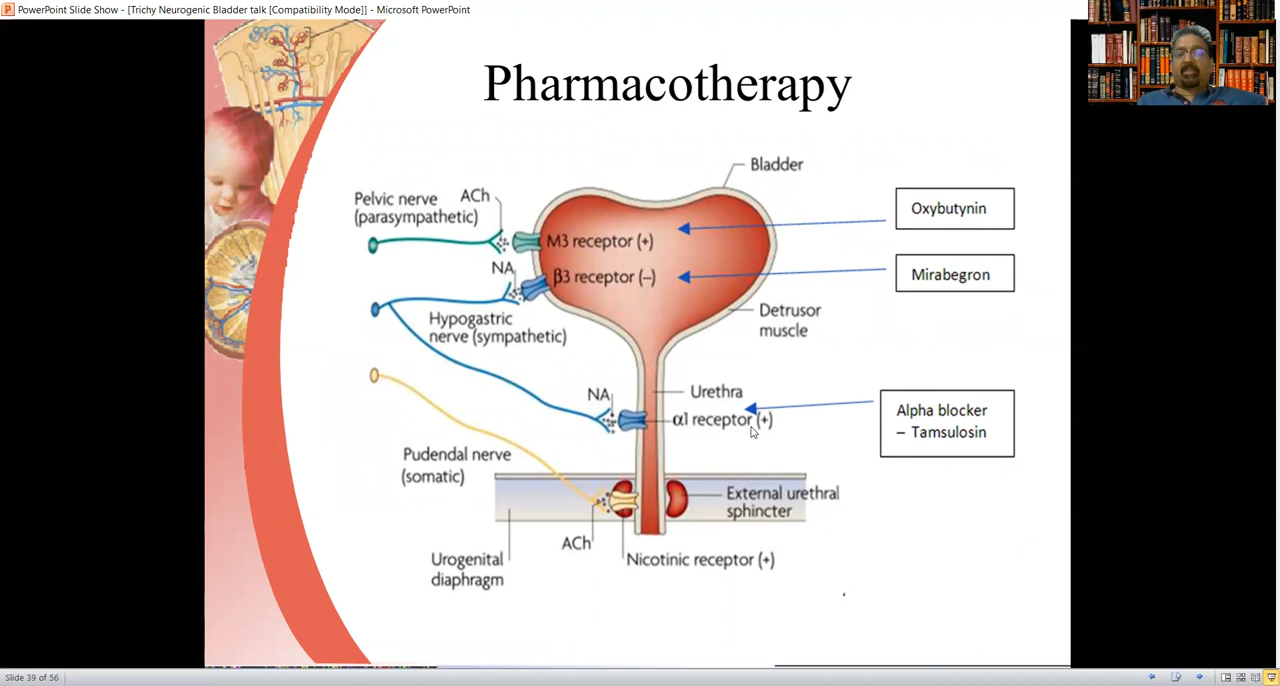 PowerPoint Slide Show - [Trichy Neurogenic Bladder talk [Compatibility Mode]] - Microsoft PowerPoint
Pharmacotherapy
Bladder
Pelvic nerve
(parasympathetic)
ACh
Oxybutynin
M3 receptor (+)
NA
β3 receptor (–)
Mirabegron
Hypogastric
nerve (sympathetic)
Detrusor
muscle
NA
Urethra
α1 receptor (+)
Alpha blocker
– Tamsulosin
Pudendal nerve
(somatic)
External urethral
sphincter
ACh
Nicotinic receptor (+)
Urogenital
diaphragm
Slide 39 of 56